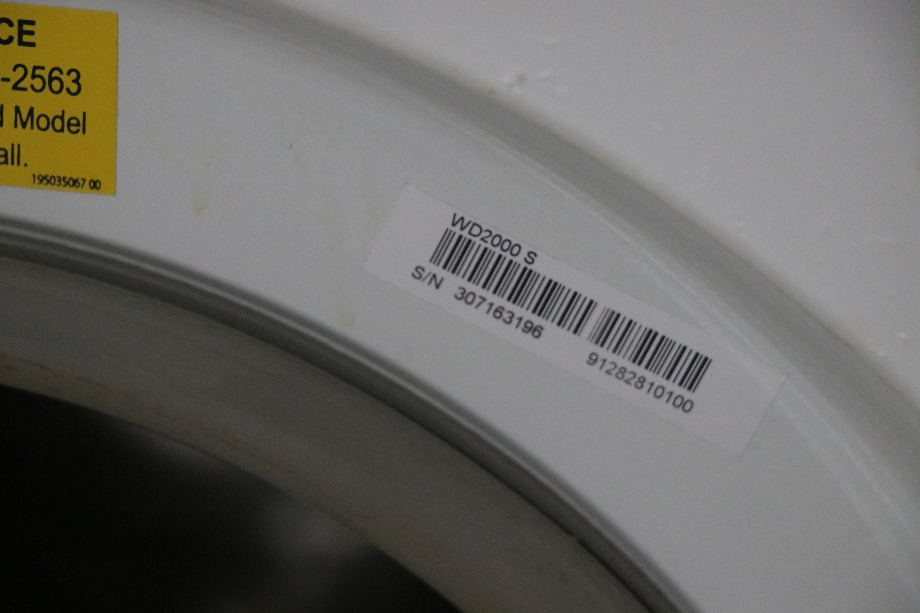 CE
-2563
d Model
all.
195035067 00
WD2000 S
S/N 307163196 91282810100